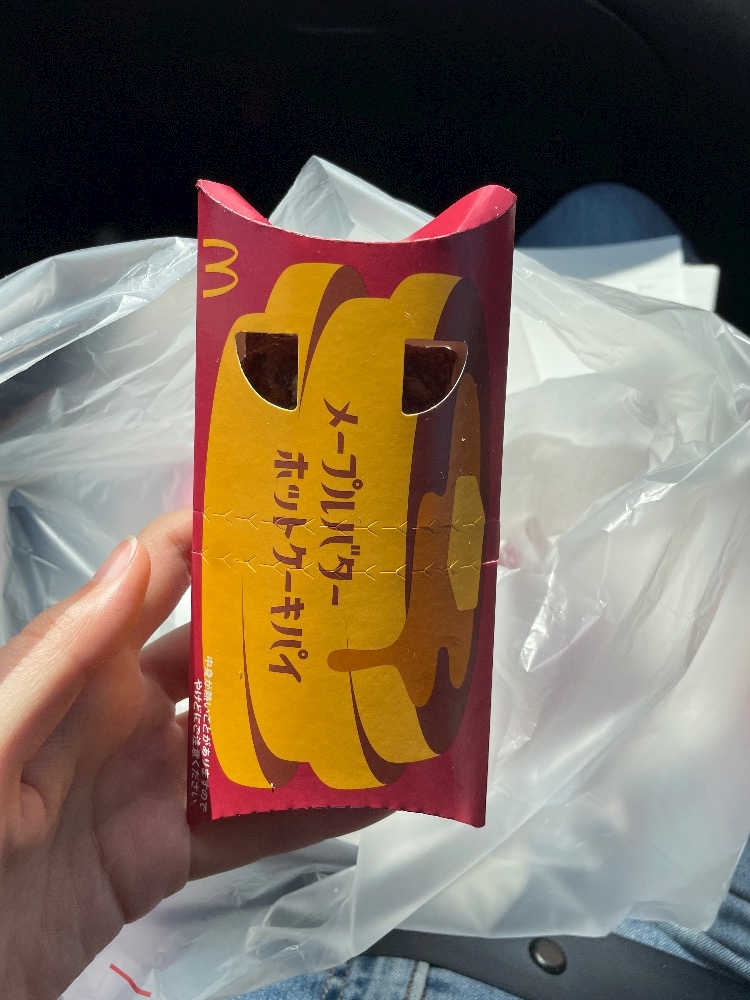 メープルバター
ホットケーキパイ
中身が熱いことがありますので
やけどにご注意ください。